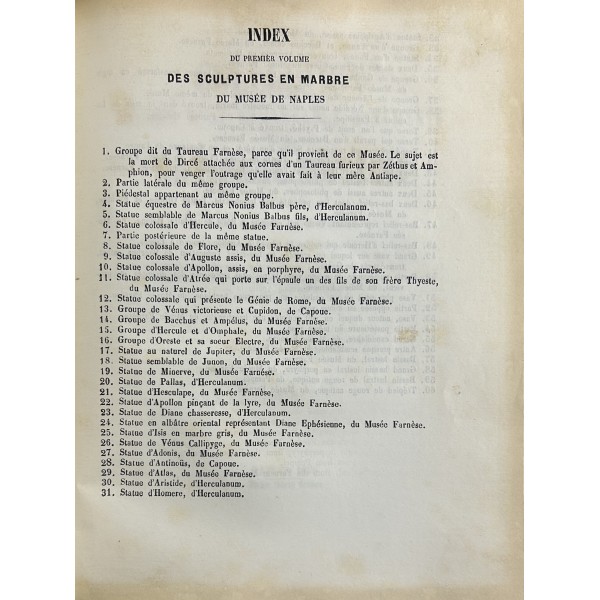 INDEX
DU PREMIER VOLUME
DES SCULPTURES EN MARBRE
DU MUSÉE DE NAPLES
1. Groupe dit du Taureau Farnèse, parce qu'il provient de ce Musée. Le sujet est
la mort de Dircé attachée aux cornes d'un Taureau furieux par Zéthus et Am-
phion, pour venger l'outrage qu'elle avait fait à leur mère Antiape.
2. Partie latérale du même groupe.
3. Piédestal appartenant au même groupe.
4. Statue équestre de Marcus Nonius Balbus père, d'Herculanum.
5. Statue semblable de Marcus Nonius Balbus fils, d'Herculanum.
6. Statue colossale d'Hercule, du Musée Farnèse.
7. Partie postérieure de la même statue.
8. Statue colossale de Flore, du Musée Farnèse.
9. Statue colossale d'Auguste assis, du Musée Farnèse.
10. Statue colossale d'Apollon, assis, en porphyre, du Musée Farnèse.
11. Statue colossale d'Atrée qui porte sur l'épaule un des fils de son frère Thyeste,
du Musée Farnèse.
12. Statue colossale qui présente le Génie de Rome, du Musée Farnèse.
13. Groupe de Vénus victorieuse et Cupidon, de Capoue.
14. Groupe de Bacchus et Ampélus, du Musée Farnèse.
15. Groupe d'Hercule et d'Omphale, du Musée Farnèse.
16. Groupe d'Oreste et sa soeur Electre, du Musée Farnèse.
17. Statue au naturel de Jupiter, du Musée Farnèse.
18. Statue semblable de Junon, du Musée Farnèse.
19. Statue de Minerve, du Musée Farnése.
20. Statue de Pallas, d'Herculanum.
21. Statue d'Esculape, du Musée Farnèse,
22. Statue d'Apollon pinçant de la lyre, du Musée Farnèse.
23. Statue de Diane chasseresse, d'Herculanum.
24. Statue en albâtre oriental représentant Diane Ephésienne, du Musée Farnèse.
25. Statue d'Isis en marbre gris, du Musée Farnèse.
26. Statue de Vénus Callipyge, du Musée Farnèse.
27. Statue d'Adonis, du Musée Farnèse.
28. Statue d'Antinoüs, de Capoue.
29. Statue d'Atlas, du Musée Farnèse.
30. Statue d'Aristide, d'Herculanum.
31. Statue d'Homere, d'Herculanum.